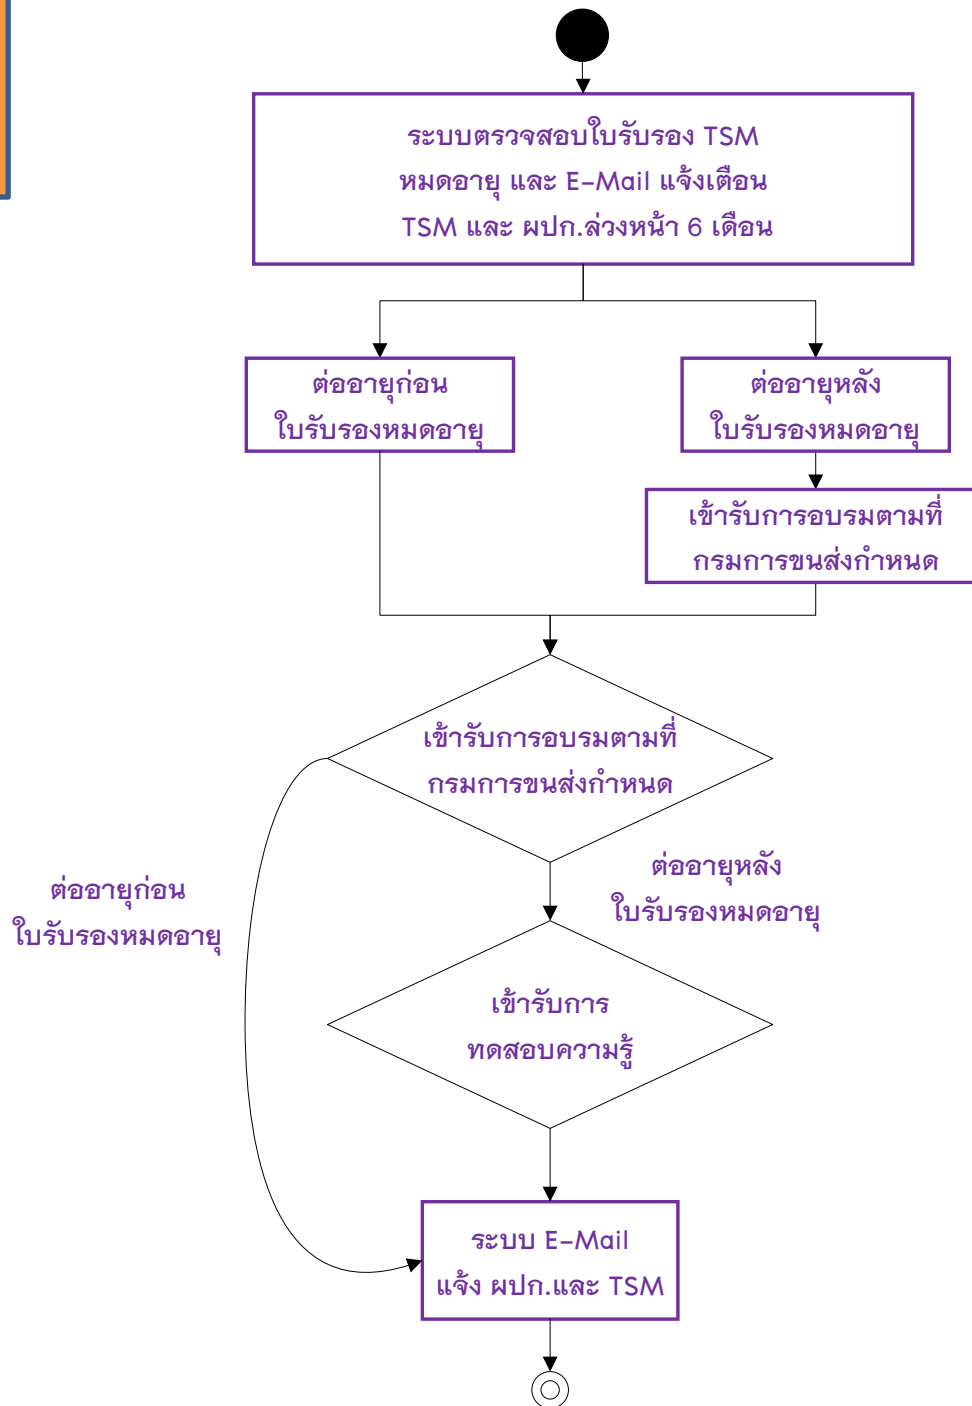 ระบบตรวจสอบใบรับรอง TSM
หมดอายุ และ E-Mail แจ้งเตือน
TSM และ ผปก.ล่วงหน้า 6 เดือน
ต่ออายุก่อน
ใบรับรองหมดอายุ
ต่ออายุหลัง
ใบรับรองหมดอายุ
เข้ารับการอบรมตามที่
กรมการขนส่งกำหนด
เข้ารับการอบรมตามที่
กรมการขนส่งกำหนด
ต่ออายุก่อน
ใบรับรองหมดอายุ
ต่ออายุหลัง
ใบรับรองหมดอายุ
เข้ารับการ
ทดสอบความรู้
ระบบ E-Mail
แจ้ง ผปก.และ TSM